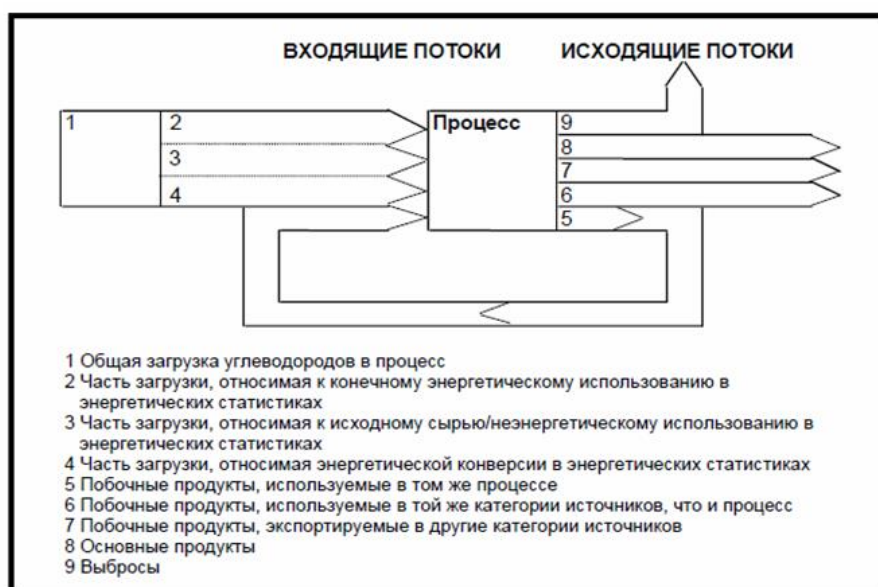 ВХОДЯЩИЕ ПОТОКИ ИСХОДЯЩИЕ ПОТОКИ
1 2 Процесс 9
8
3 7
4 6
5
1 Общая загрузка углеводородов в процесс
2 Часть загрузки, относимая к конечному энергетическому использованию в
энергетических статистиках
3 Часть загрузки, относимая к исходному сырью/неэнергетическому использованию в
энергетических статистиках
4 Часть загрузки, относимая энергетической конверсии в энергетических статистиках
5 Побочные продукты, используемые в том же процессе
6 Побочные продукты, используемые в той же категории источников, что и процесс
7 Побочные продукты, экспортируемые в другие категории источников
8 Основные продукты
9 Выбросы